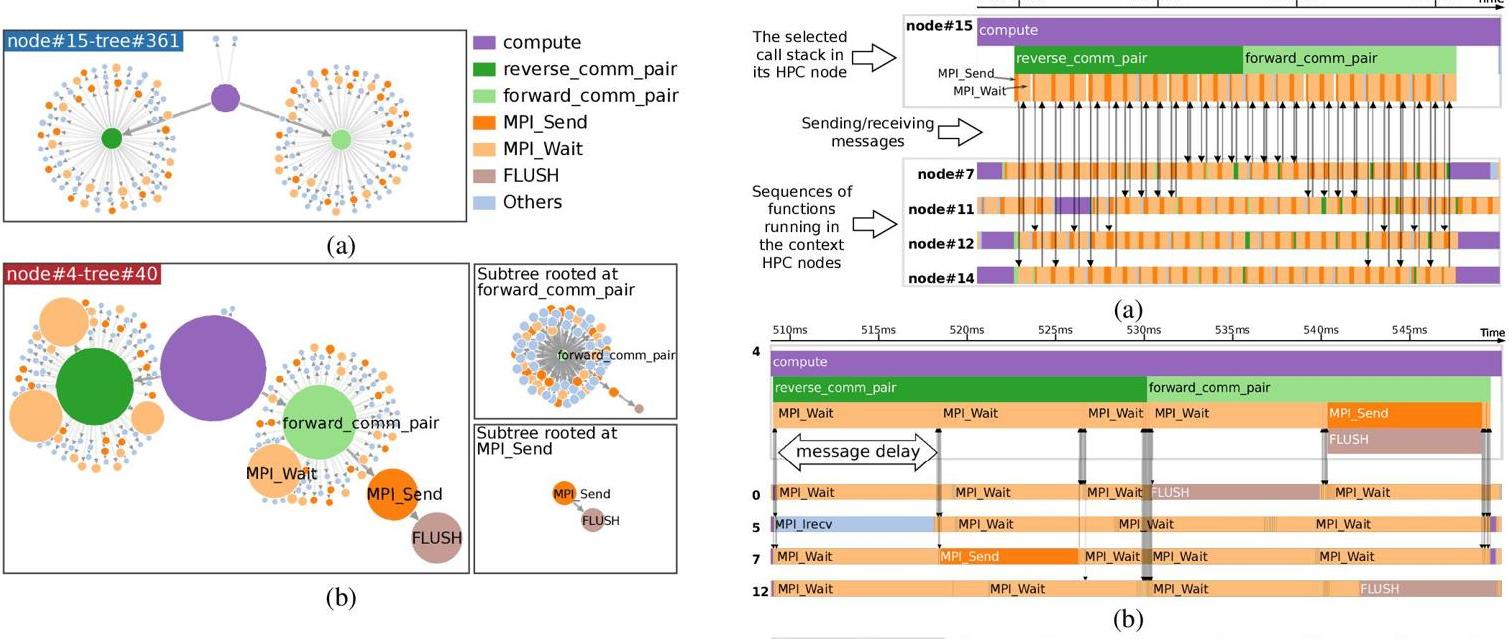 node#15-tree#361
compute
reverse_comm_pair
forward_comm_pair
MPI_Send
MPI_Wait
FLUSH
Others
(a)
node#4-tree#40
forward_comm_pair
MPI_Wait
MPI_Send
FLUSH
Subtree rooted at
forward_comm_pair
forward_comm_pair
Subtree rooted at
MPI_Send
MPI_Send
FLUSH
(b)
The selected
call stack in
its HPC node
node#15
compute
reverse_comm_pair
forward_comm_pair
MPI_Send
MPI_Wait
Sending/receiving
messages
Sequences of
functions
running in
the context
HPC nodes
node#7
node#11
node#12
node#14
(a)
510ms 515ms 520ms 525ms 530ms 535ms 540ms 545ms Time
4
compute
reverse_comm_pair forward_comm_pair
MPI_Wait MPI_Wait MPI_Wait MPI_Wait MPI_Send
FLUSH
message delay
0 MPI_Wait MPI_Wait MPI_Wait FLUSH MPI_Wait
5 MPI_Irecv MPI_Wait MPI_Wait MPI_Wait
7 MPI_Wait MPI_Send MPI_Wait MPI_Wait MPI_Wait
12 MPI_Wait MPI_Wait MPI_Wait FLUSH
(b)